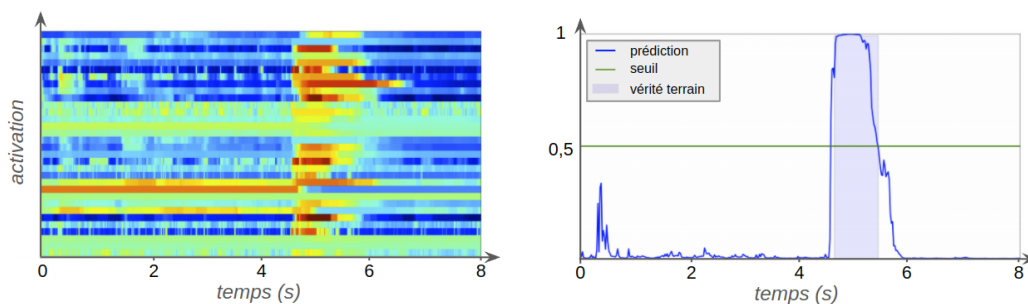 activation
0
2
4
6
8
temps (s)
1
0,5
prédiction
seuil
vérité terrain
0
2
4
6
8
temps (s)